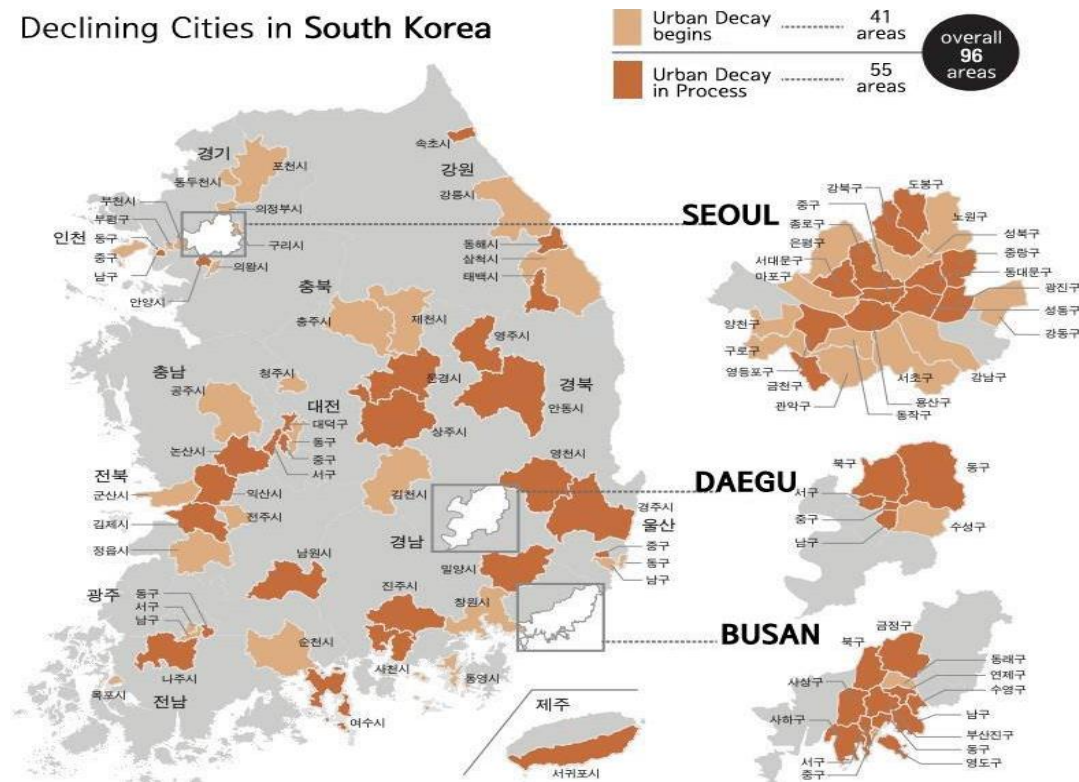 Declining Cities in South Korea
Urban Decay begins
41 areas
Urban Decay in Process
55 areas
overall
96
areas
경기
포천시
동두천시
의정부시
부천시
부평구
인천
동구
중구
남구
안양시
의왕시
구리시
강원
속초시
강릉시
동해시
삼척시
태백시
충북
충주시
제천시
청주시
충남
공주시
논산시
대전
대덕구
동구
중구
서구
경북
영주시
문경시
안동시
상주시
영천시
김천시
경주시
전북
군산시
익산시
김제시
전주시
정읍시
남원시
울산
중구
동구
남구
경남
밀양시
진주시
창원시
사천시
통영시
광주
동구
서구
남구
전남
나주시
목포시
순천시
여수시
제주
서귀포시
SEOUL
도봉구
강북구
중구
종로구
은평구
서대문구
마포구
노원구
성북구
중랑구
동대문구
광진구
성동구
강동구
양천구
구로구
영등포구
금천구
관악구
동작구
용산구
서초구
강남구
DAEGU
북구
동구
서구
중구
남구
수성구
BUSAN
금정구
북구
동래구
연제구
수영구
사상구
사하구
남구
부산진구
동구
영도구
서구
중구